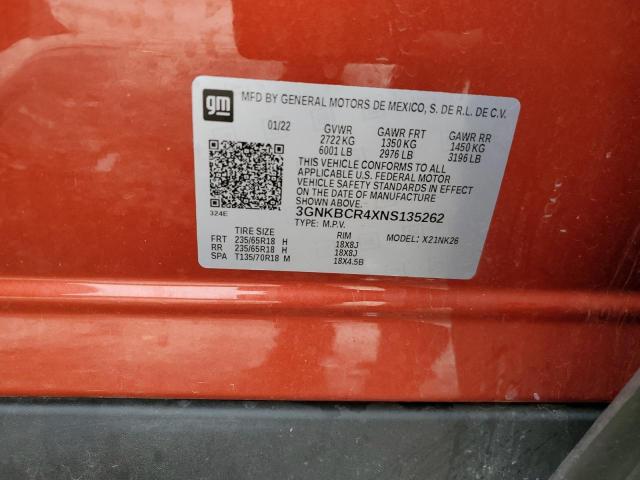 gm
MFD BY GENERAL MOTORS DE MEXICO, S. DE R.L. DE C.V.
01/22 GVWR GAWR FRT GAWR RR
2722 KG 1350 KG 1450 KG
6001 LB 2976 LB 3196 LB
THIS VEHICLE CONFORMS TO ALL
APPLICABLE U.S. FEDERAL MOTOR
VEHICLE SAFETY STANDARDS IN EFFECT
ON THE DATE OF MANUFACTURE
SHOWN ABOVE.
324E 3GNKBCR4XNS135262
TYPE: M.P.V. MODEL: X21NK26
TIRE SIZE RIM
FRT 235/65R18 H 18X8J
RR 235/65R18 H 18X8J
SPA T135/70R18 M 18X4.5B